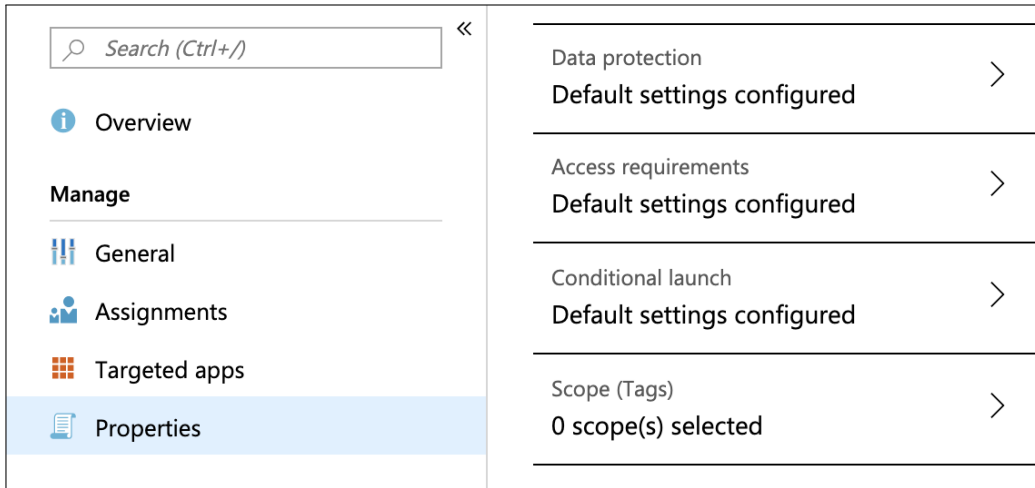 Search (Ctrl+/)
«
Overview
Manage
General
Assignments
Targeted apps
Properties
Data protection
Default settings configured
Access requirements
Default settings configured
Conditional launch
Default settings configured
Scope (Tags)
0 scope(s) selected